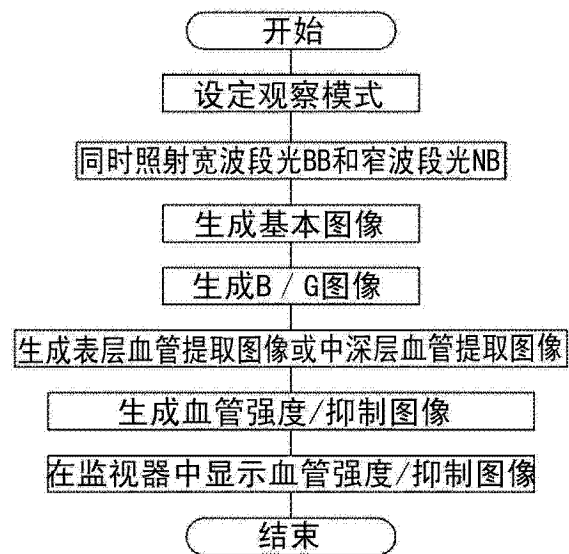 开始
设定观察模式
同时照射宽波段光BB和窄波段光NB
生成基本图像
生成B/G图像
生成表层血管提取图像或中深层血管提取图像
生成血管强度/抑制图像
在监视器中显示血管强度/抑制图像
结束